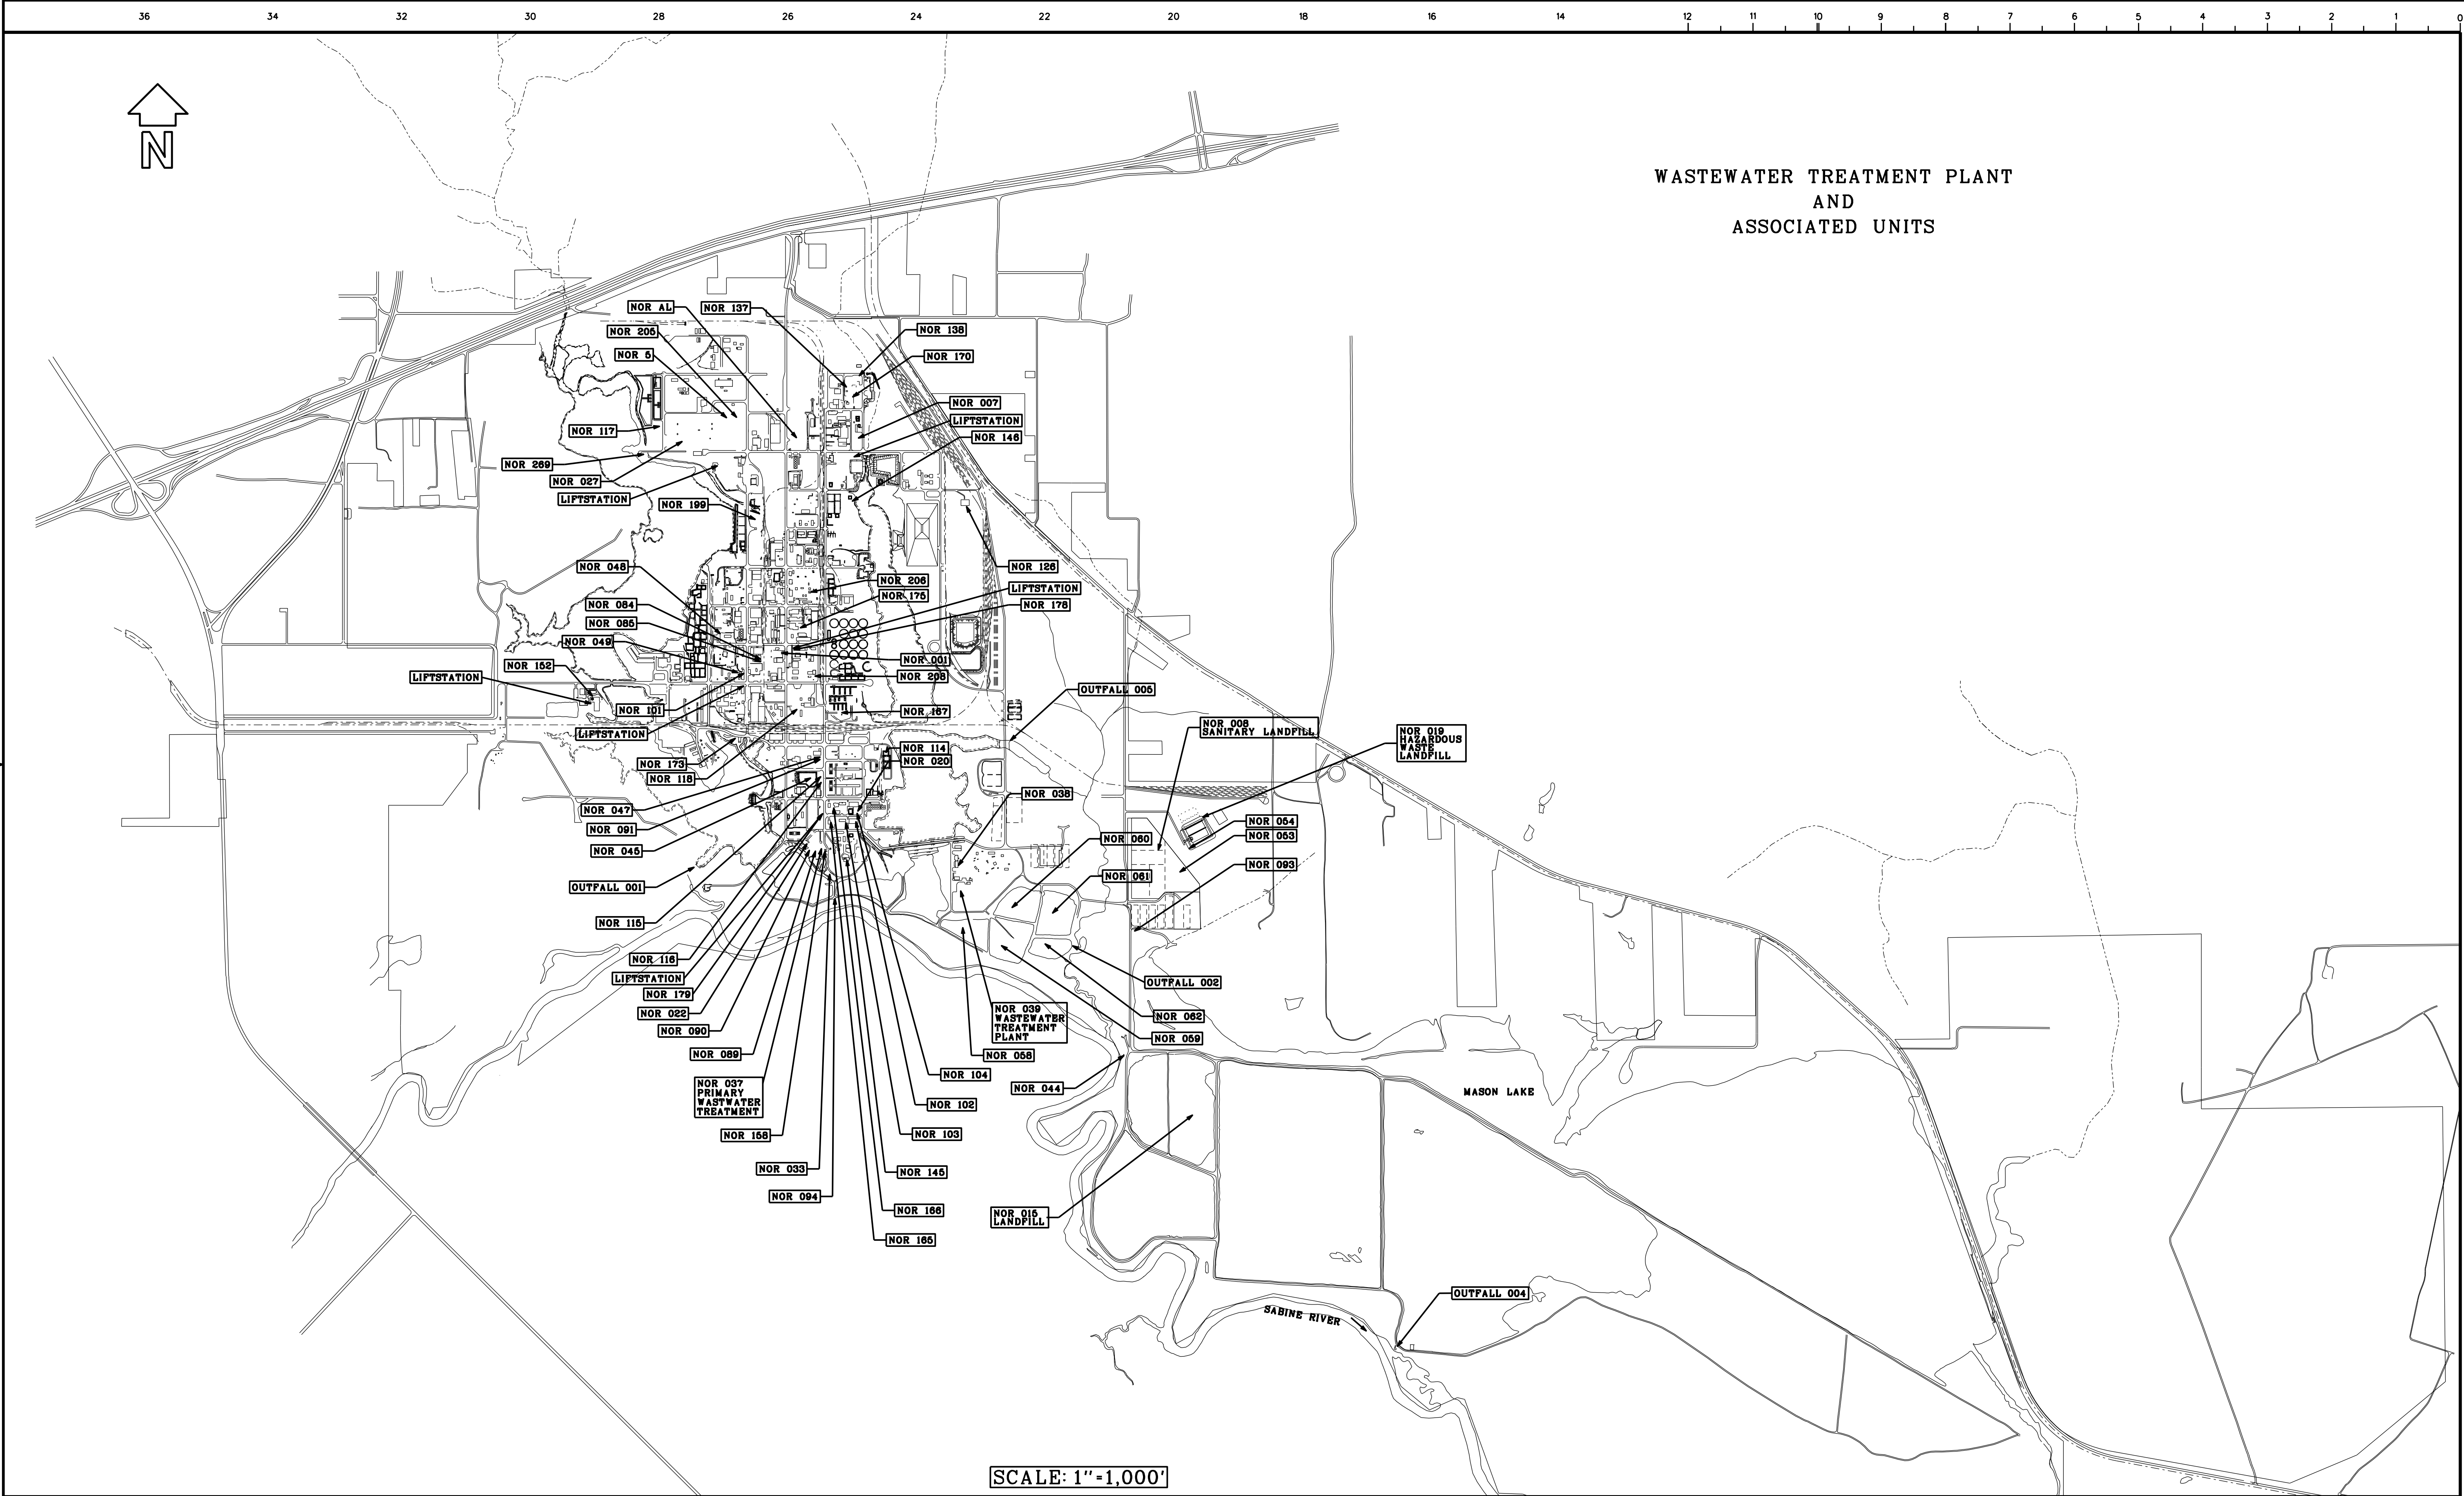 36 34 32 30 28 26 24 22 20 18 16 14 12 11 10 9 8 7 6 5 4 3 2 1 0
N
WASTEWATER TREATMENT PLANT
AND
ASSOCIATED UNITS
NOR AL
NOR 137
NOR 205
NOR 138
NOR 5
NOR 170
NOR 007
LIFTSTATION
NOR 117
NOR 146
NOR 269
NOR 027
LIFTSTATION
NOR 199
NOR 048
NOR 126
NOR 206
LIFTSTATION
NOR 175
NOR 084
NOR 178
NOR 085
NOR 049
NOR 001
NOR 152
LIFTSTATION
NOR 208
OUTFALL 005
NOR 101
NOR 167
LIFTSTATION
NOR 008
SANITARY LANDFILL
NOR 019
HAZARDOUS
WASTE
LANDFILL
NOR 114
NOR 020
NOR 173
NOR 118
NOR 038
NOR 047
NOR 054
NOR 091
NOR 053
NOR 060
NOR 045
NOR 093
NOR 061
OUTFALL 001
NOR 115
NOR 116
LIFTSTATION
OUTFALL 002
NOR 179
NOR 022
NOR 039
WASTEWATER
TREATMENT
PLANT
NOR 062
NOR 090
NOR 059
NOR 089
NOR 058
NOR 104
NOR 044
NOR 037
PRIMARY
WASTWATER
TREATMENT
MASON LAKE
NOR 102
NOR 158
NOR 103
NOR 033
NOR 145
NOR 094
NOR 166
NOR 015
LANDFILL
NOR 165
OUTFALL 004
SABINE RIVER
SCALE: 1"=1,000'